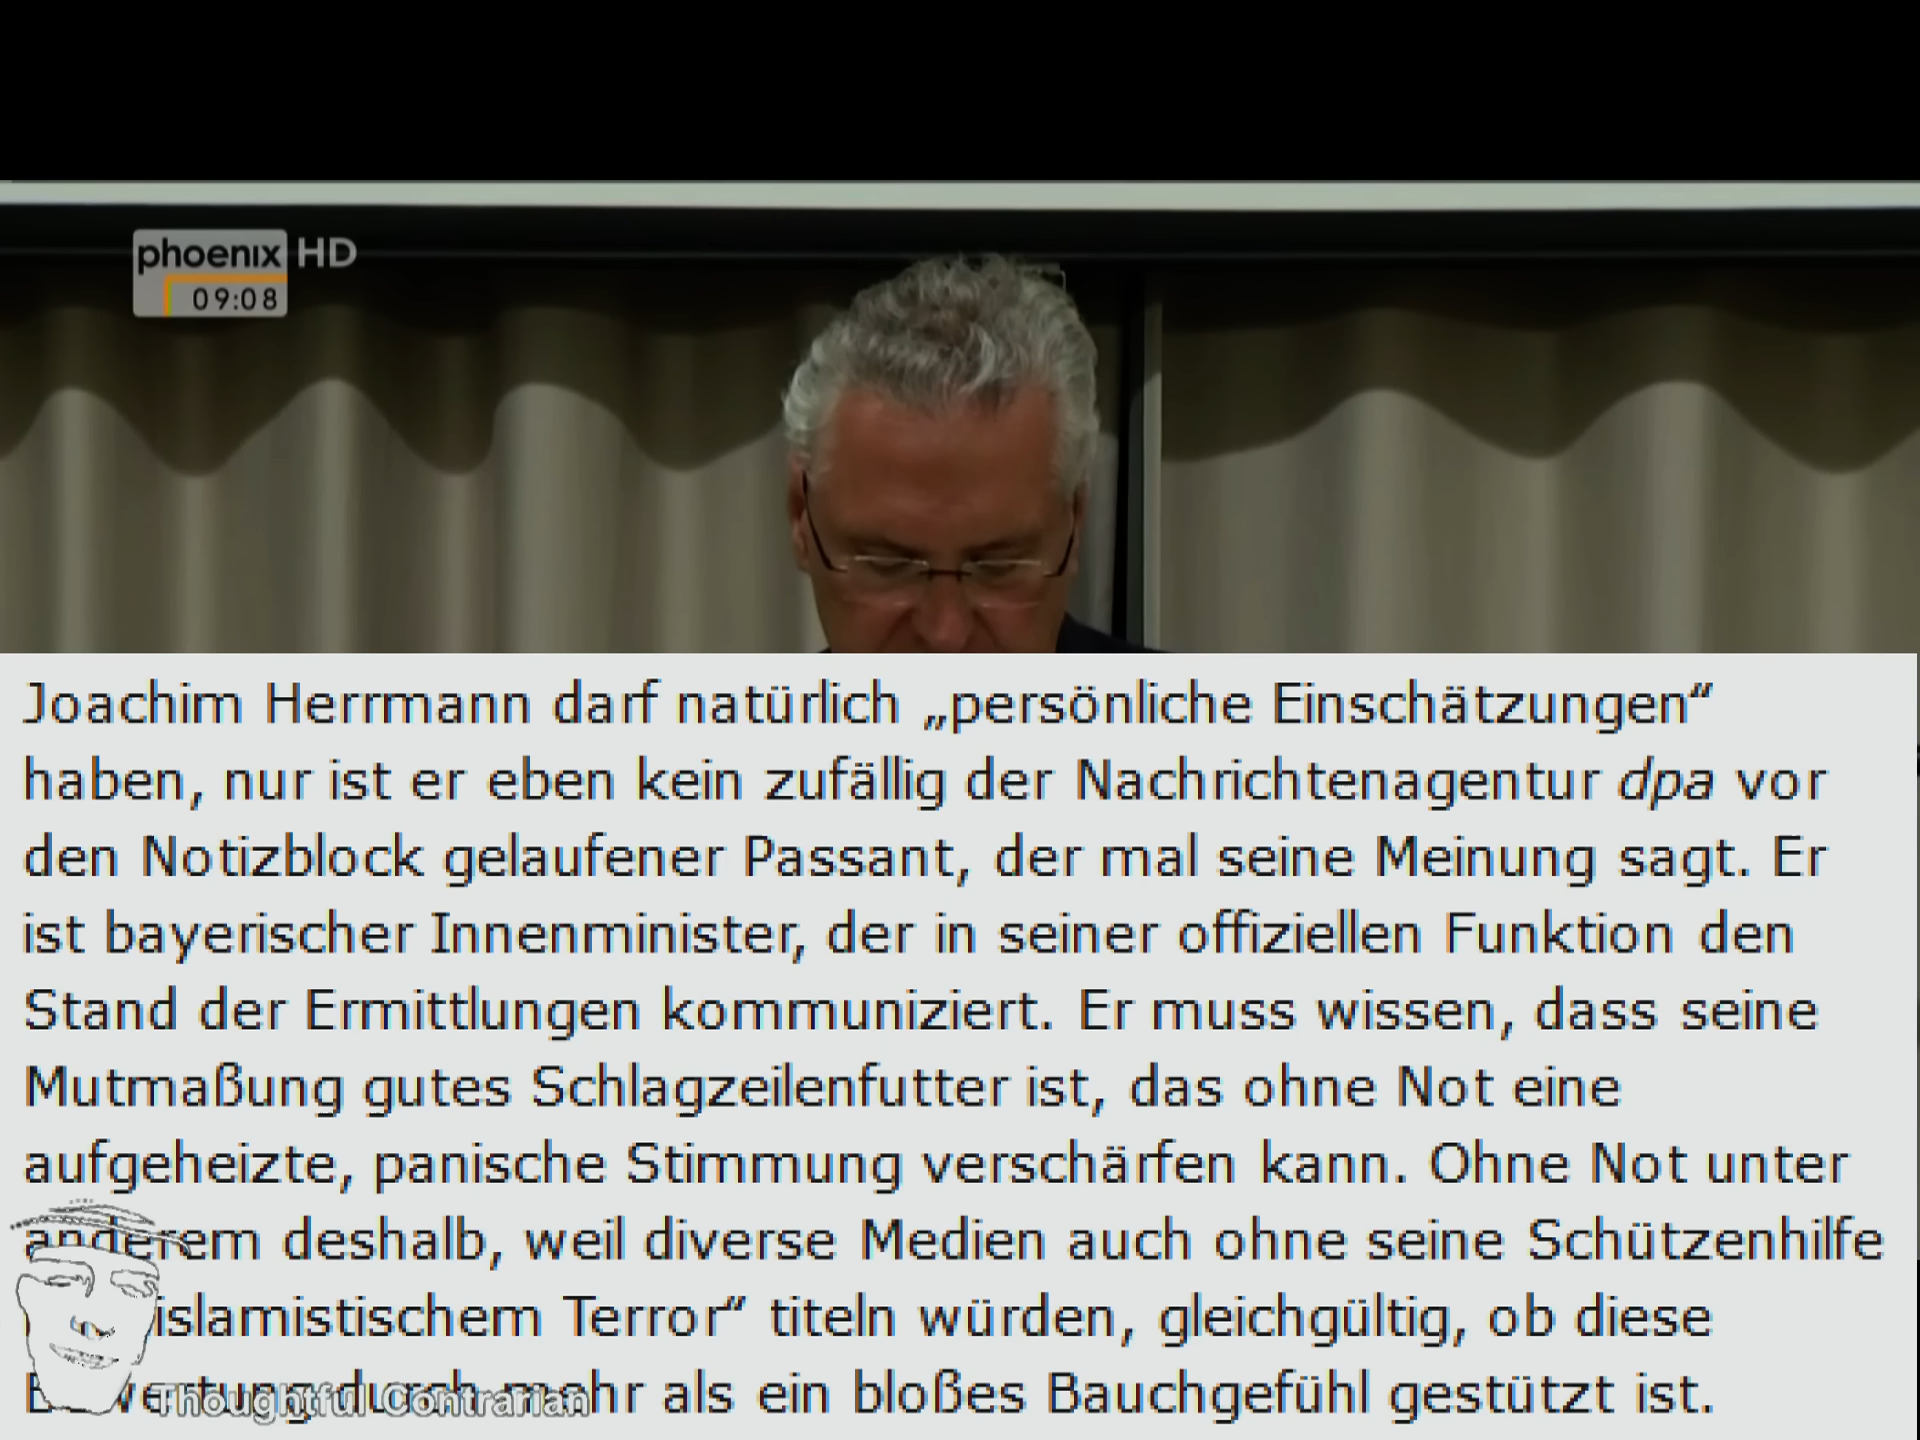 phoenix HD
09:08
Joachim Herrmann darf natürlich „persönliche Einschätzungen“
haben, nur ist er eben kein zufällig der Nachrichtenagentur dpa vor
den Notizblock gelaufener Passant, der mal seine Meinung sagt. Er
ist bayerischer Innenminister, der in seiner offiziellen Funktion den
Stand der Ermittlungen kommuniziert. Er muss wissen, dass seine
Mutmaßung gutes Schlagzeilenfutter ist, das ohne Not eine
aufgeheizte, panische Stimmung verschärfen kann. Ohne Not unter
anderem deshalb, weil diverse Medien auch ohne seine Schützenhilfe
islamistischem Terror“ titeln würden, gleichgültig, ob diese
Bewertung durch mehr als ein bloßes Bauchgefühl gestützt ist.
Thoughtful Contrarian